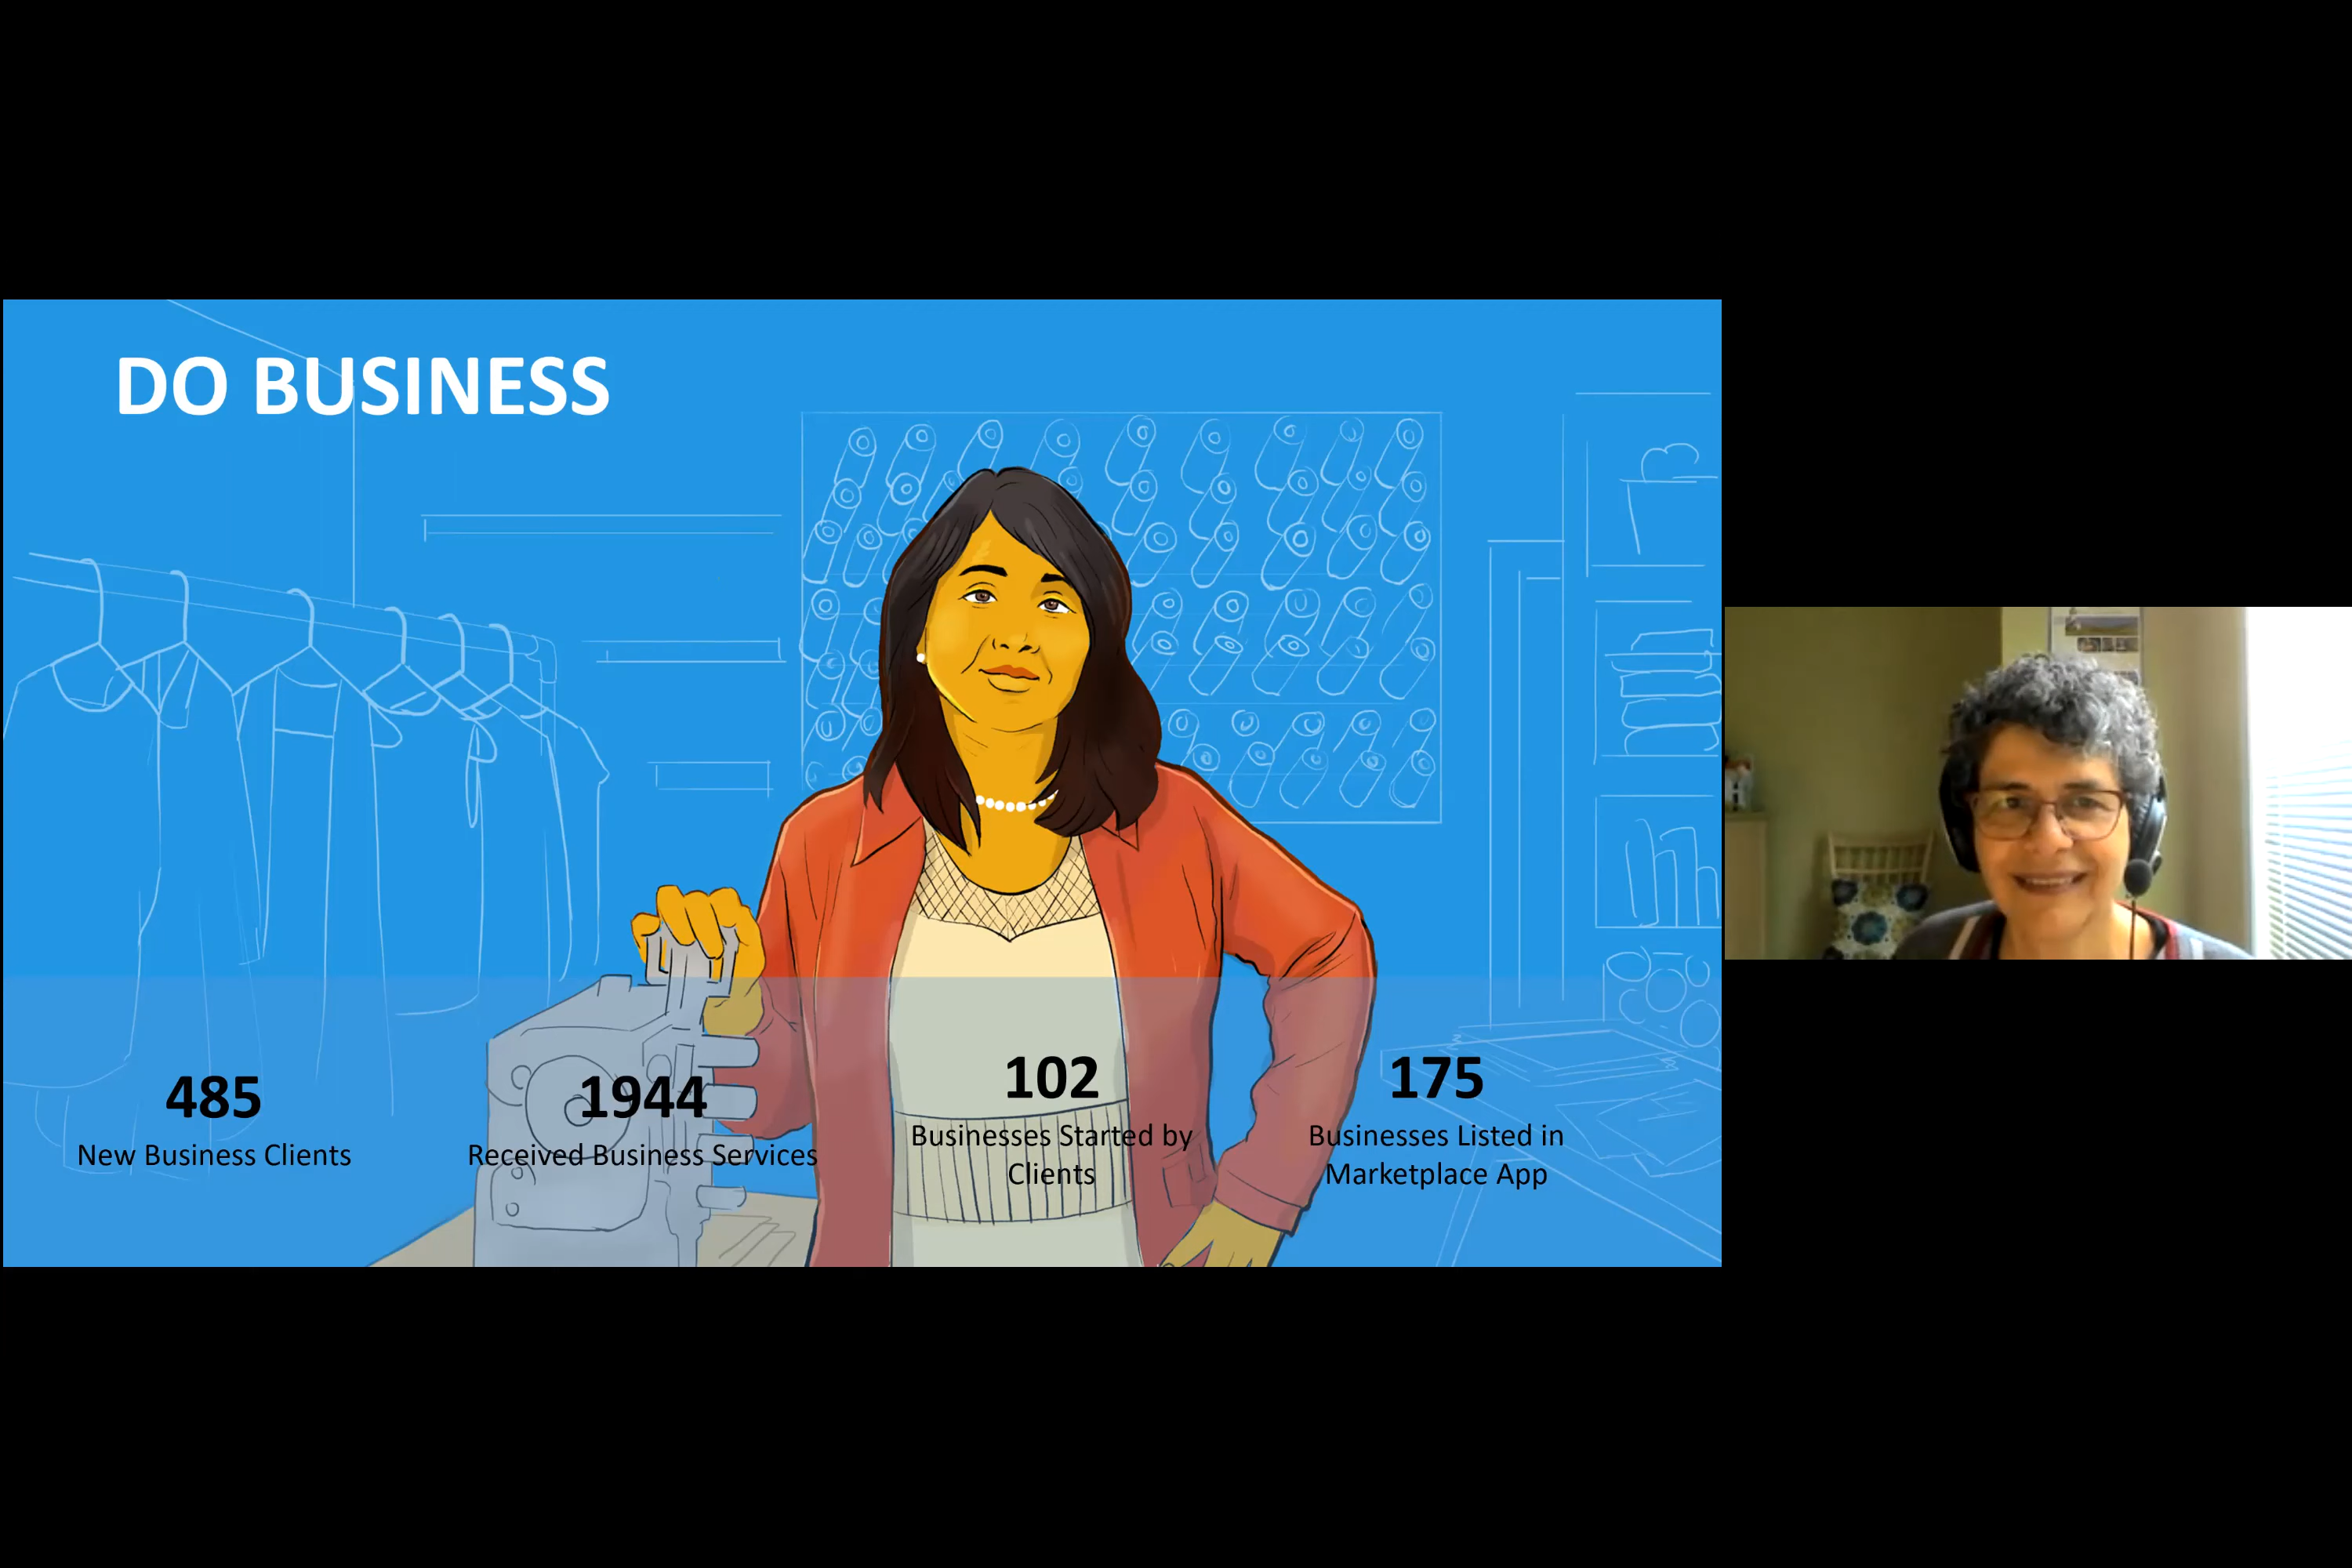 DO BUSINESS
485
New Business Clients
1944
Received Business Services
102
Businesses Started by
Clients
175
Businesses Listed in
Marketplace App